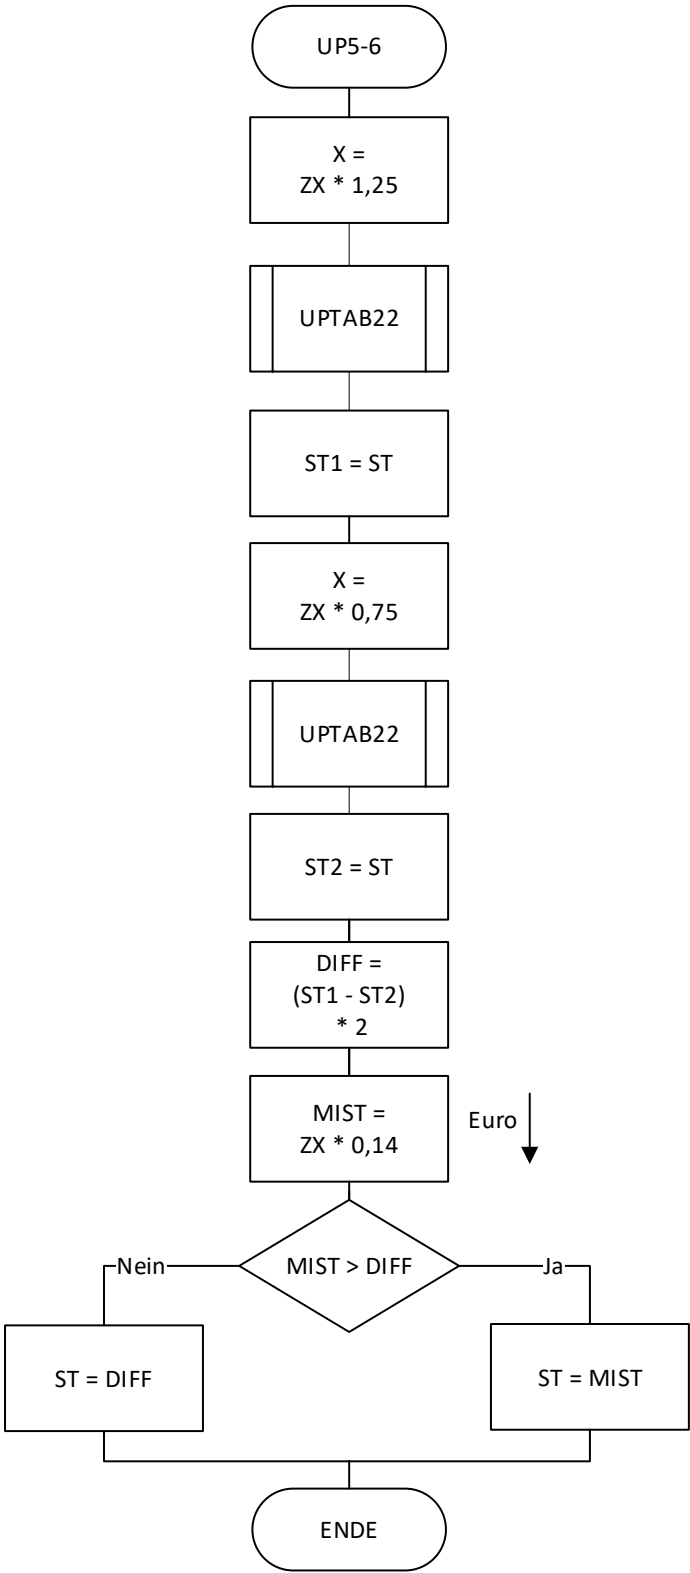 UP5-6
X =
ZX * 1,25
UPTAB22
ST1 = ST
X =
ZX * 0,75
UPTAB22
ST2 = ST
DIFF =
(ST1 - ST2)
* 2
MIST =
ZX * 0,14
Euro
MIST > DIFF
Nein
Ja
ST = DIFF
ST = MIST
ENDE